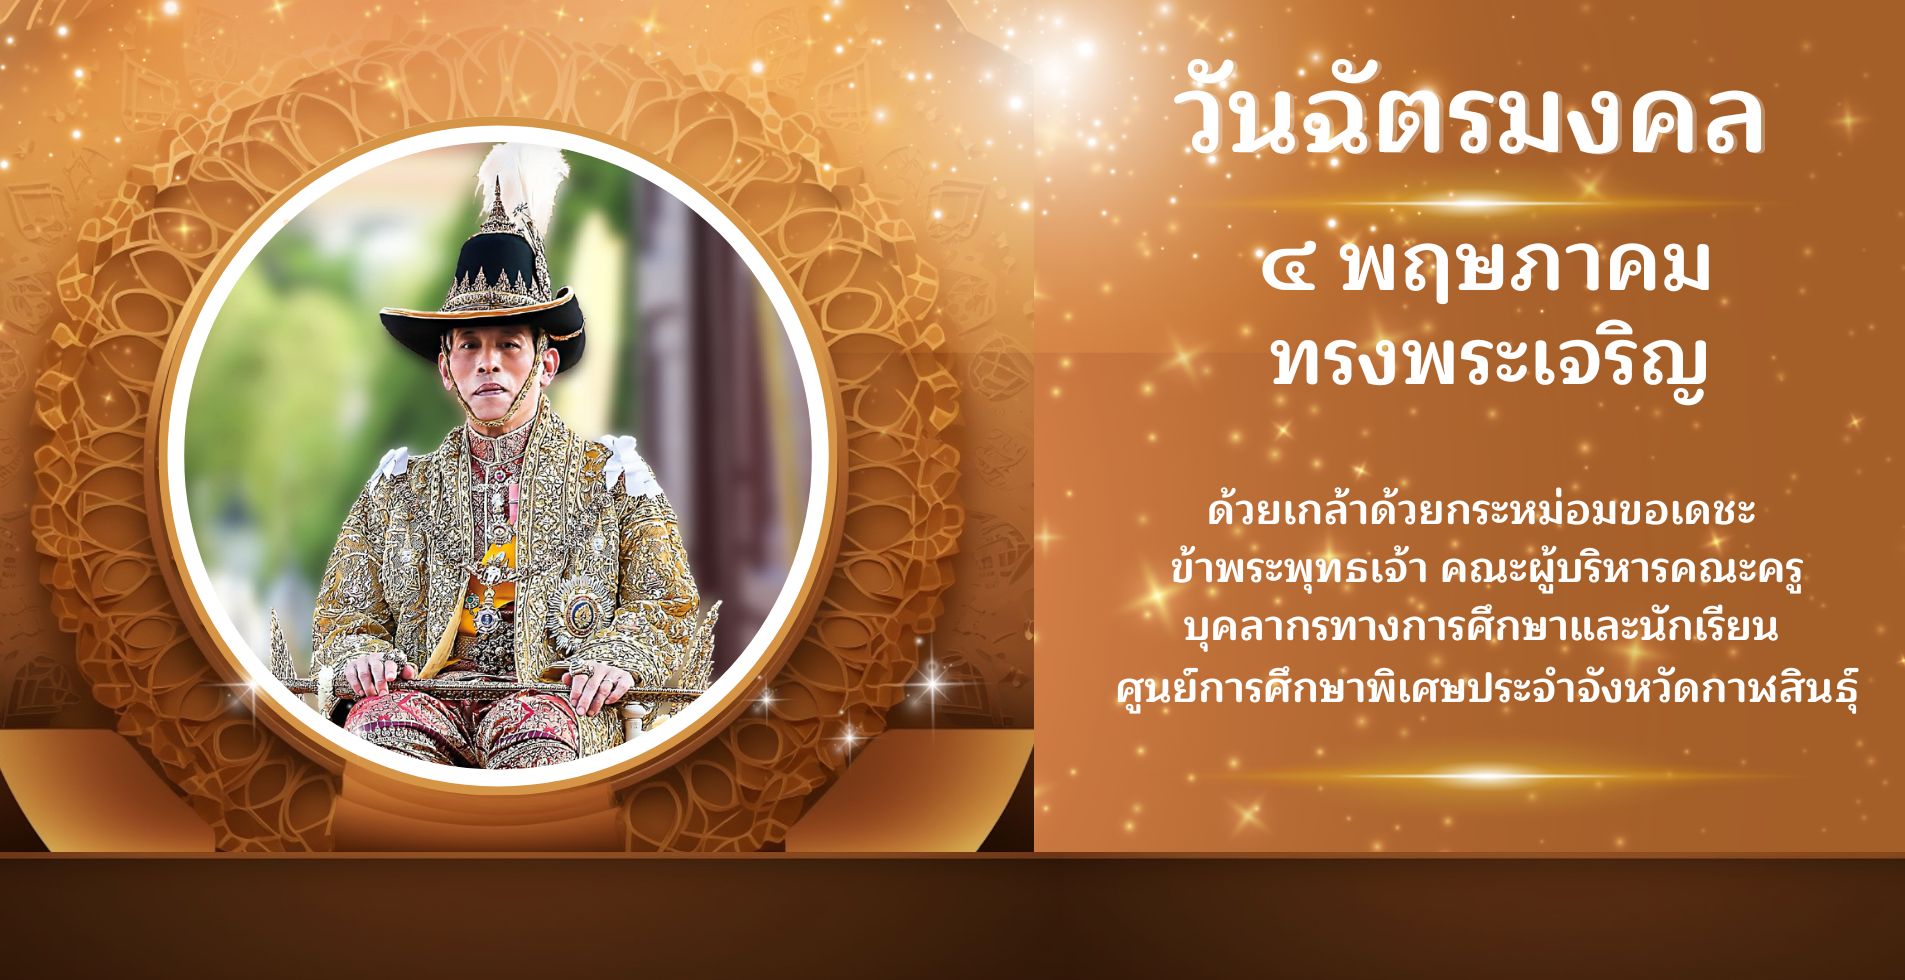 วันฉัตรมงคล
๔ พฤษภาคม
ทรงพระเจริญ
ด้วยเกล้าด้วยกระหม่อมขอเดชะ
ข้าพระพุทธเจ้า คณะผู้บริหารคณะครู
บุคลากรทางการศึกษาและนักเรียน
ศูนย์การศึกษาพิเศษประจำจังหวัดกาฬสินธุ์